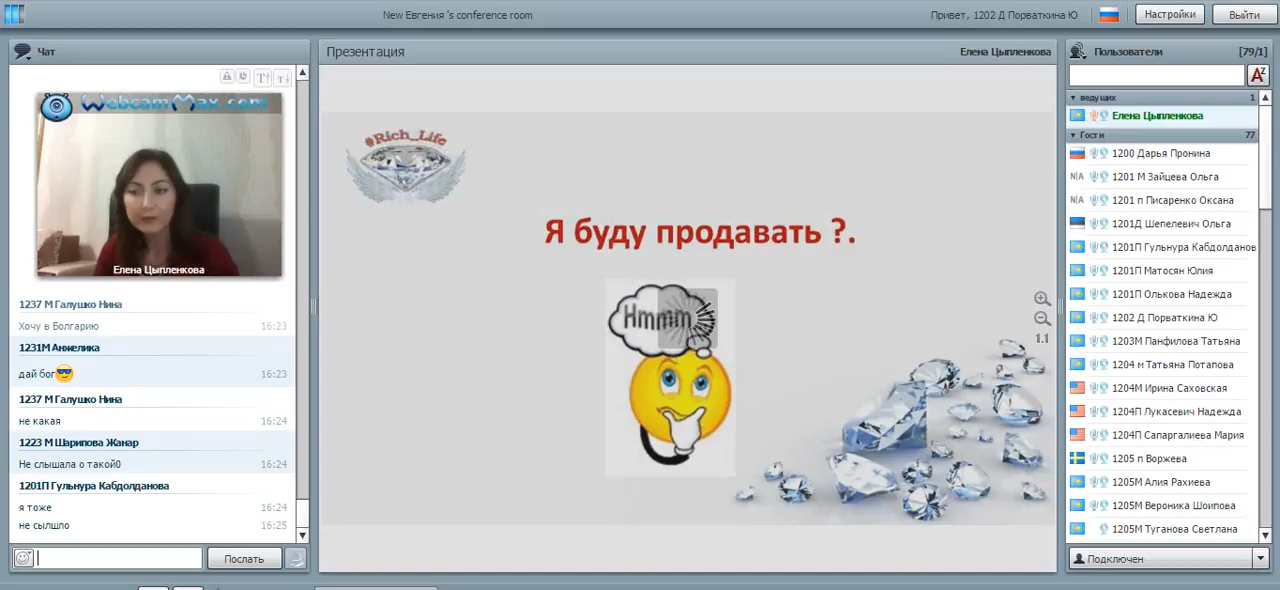 New Евгения 's conference room
Привет, 1202 Д Порваткина Ю
Настройки
Выйти
Чат
WebcamMax.com
Елена Цыпленкова
1237 М Галушко Нина
Хочу в Болгарию 16:23
1231М Анжелика
дай бог 16:23
1237 М Галушко Нина
не какая 16:24
1223 М Шарипова Жанар
Не слышала о такой0 16:24
1201П Гульнура Кабдолданова
я тоже 16:24
не сылшло 16:25
Послать
Презентация
Елена Цыпленкова
#Rich_Life
Я буду продавать ?.
Hmmm
1:1
Пользователи [79/1]
ведущих 1
Елена Цыпленкова
Гости 77
1200 Дарья Пронина
N/A 1201 М Зайцева Ольга
N/A 1201 п Писаренко Оксана
1201Д Шепелевич Ольга
1201П Гульнура Кабдолданов
1201П Матосян Юлия
1201П Олькова Надежда
1202 Д Порваткина Ю
1203М Панфилова Татьяна
1204 м Татьяна Потапова
1204М Ирина Саховская
1204П Лукасевич Надежда
1204П Сапаргалиева Мария
1205 п Воржева
1205М Алия Рахиева
1205М Вероника Шоипова
1205М Туганова Светлана
Подключен